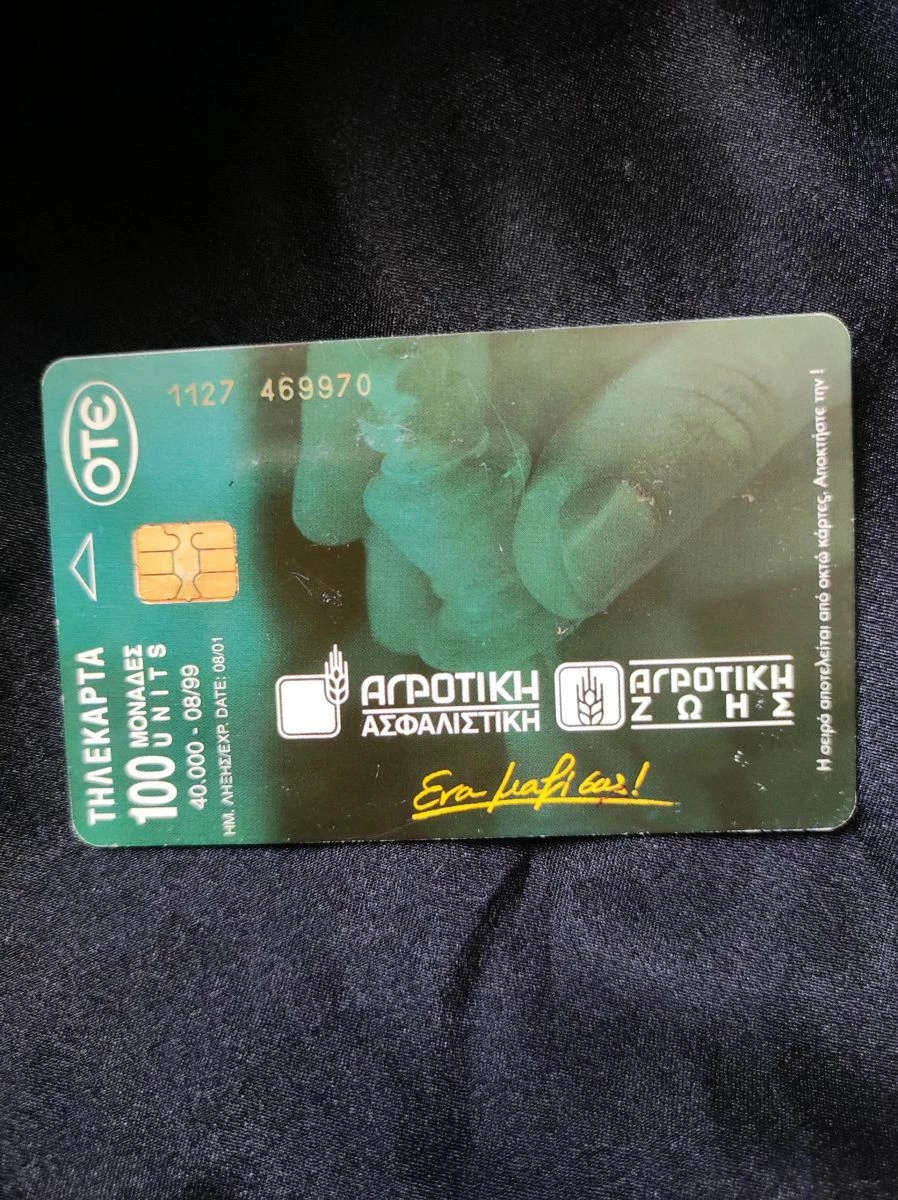 OTE
1127 469970
ΤΗΛΕΚΑΡΤΑ
100 ΜΟΝΑΔΕΣ
UNITS
40.000 - 08/99
ΗΜ. ΛΗΞΗΣ/EXP. DATE: 08/01
ΑΓΡΟΤΙΚΗ
ΑΣΦΑΛΙΣΤΙΚΗ
ΑΓΡΟΤΙΚΗ
ΖΩΗΣ
Ένα μαζί σας!
Η σειρά αποτελείται από οκτώ κάρτες. Αποκτήστε την !